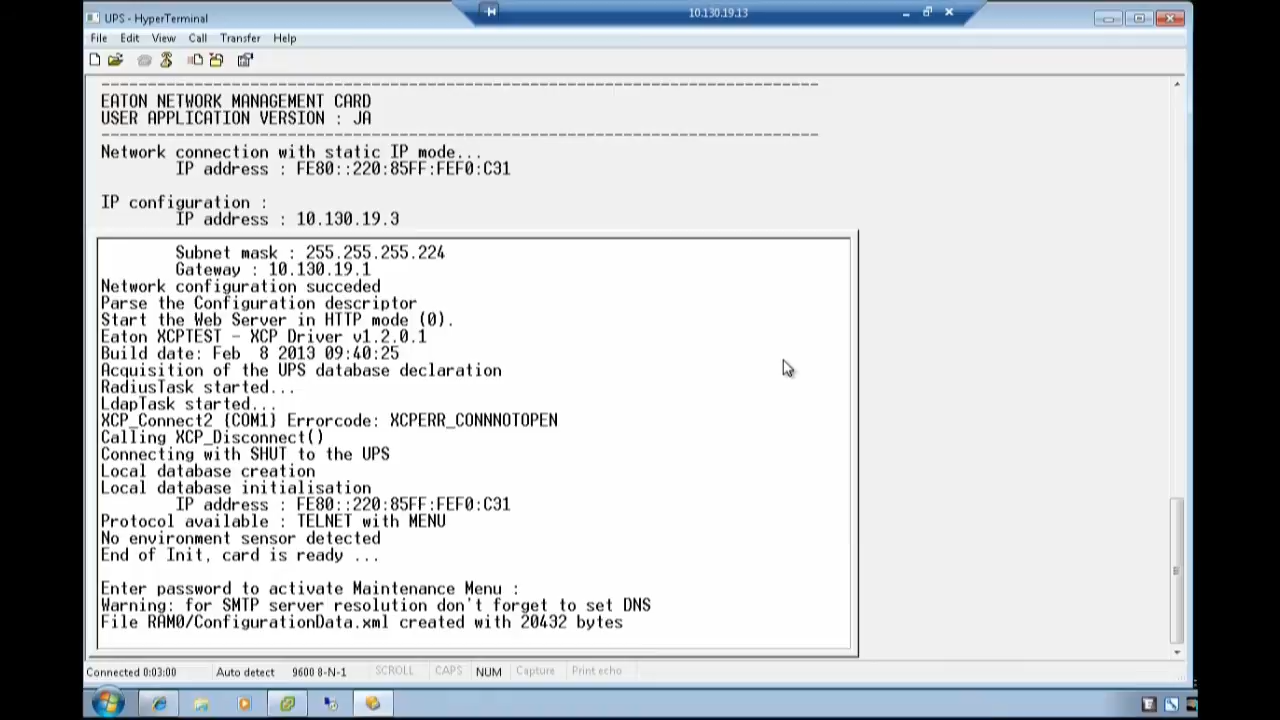 UPS - HyperTerminal
10.130.19.13
File Edit View Call Transfer Help
EATON NETWORK MANAGEMENT CARD
USER APPLICATION VERSION : JA
Network connection with static IP mode...
IP address : FE80::220:85FF:FEF0:C31
IP configuration :
IP address : 10.130.19.3
Subnet mask : 255.255.255.224
Gateway : 10.130.19.1
Network configuration succeded
Parse the Configuration descriptor
Start the Web Server in HTTP mode (0).
Eaton XCPTEST - XCP Driver v1.2.0.1
Build date: Feb  8 2013 09:40:25
Acquisition of the UPS database declaration
RadiusTask started...
LdapTask started...
XCP_Connect2 [COM1] Errorcode: XCPERR_CONNNOTOPEN
Calling XCP_Disconnect()
Connecting with SHUT to the UPS
Local database creation
Local database initialisation
IP address : FE80::220:85FF:FEF0:C31
Protocol available : TELNET with MENU
No environment sensor detected
End of Init, card is ready ...
Enter password to activate Maintenance Menu :
Warning: for SMTP server resolution don't forget to set DNS
File RAM0/ConfigurationData.xml created with 20432 bytes
Connected 0:03:00 Auto detect 9600 8-N-1 SCROLL CAPS NUM Capture Print echo